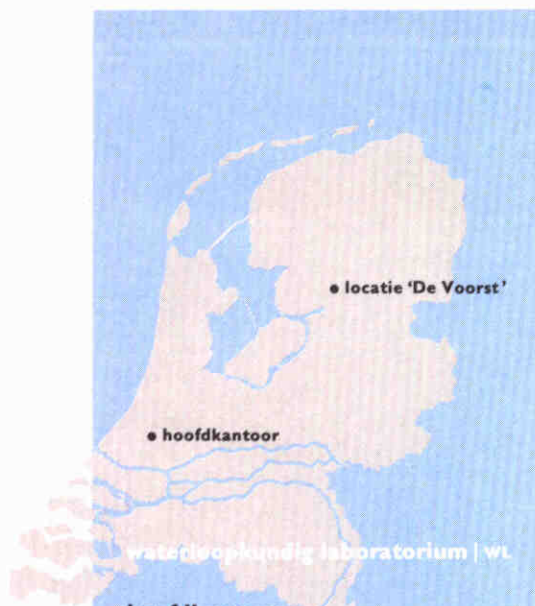 • locatie 'De Voorst'
• hoofdkantoor
waterloopkundig laboratorium | WL